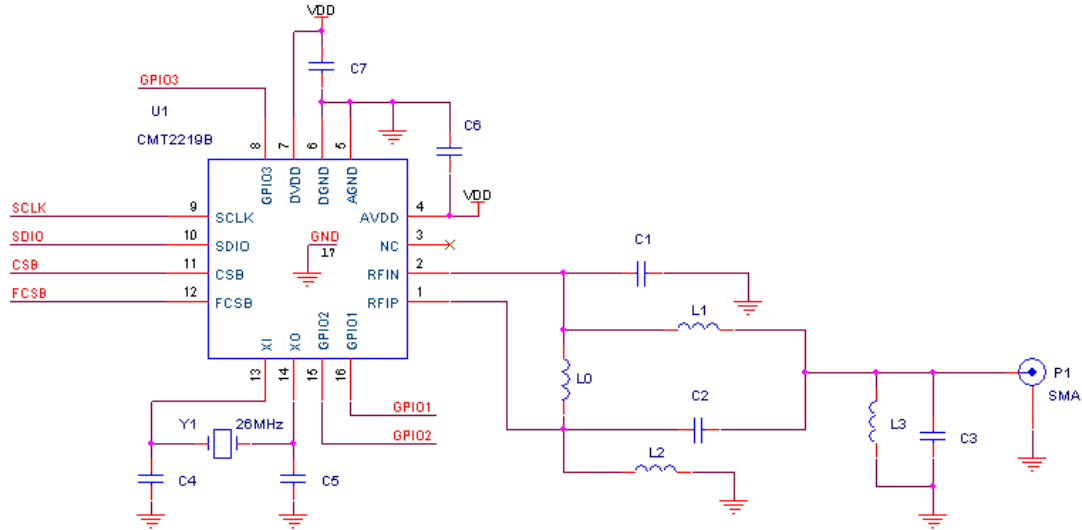 VDD
C7
GPIO3
U1
CMT2219B
C6
8
7
6
5
GPIO3
DVDD
DGND
AGND
VDD
SCLK
9
SCLK
AVDD
4
SDIO
10
SDIO
GND
17
NC
3
C1
CSB
11
CSB
RFIN
2
FCSB
12
FCSB
RFIP
1
L1
XI
XO
GPIO2
GPIO1
13
14
15
16
L0
P1
SMA
C2
GPIO1
Y1
26MHz
GPIO2
L3
C3
L2
C4
C5